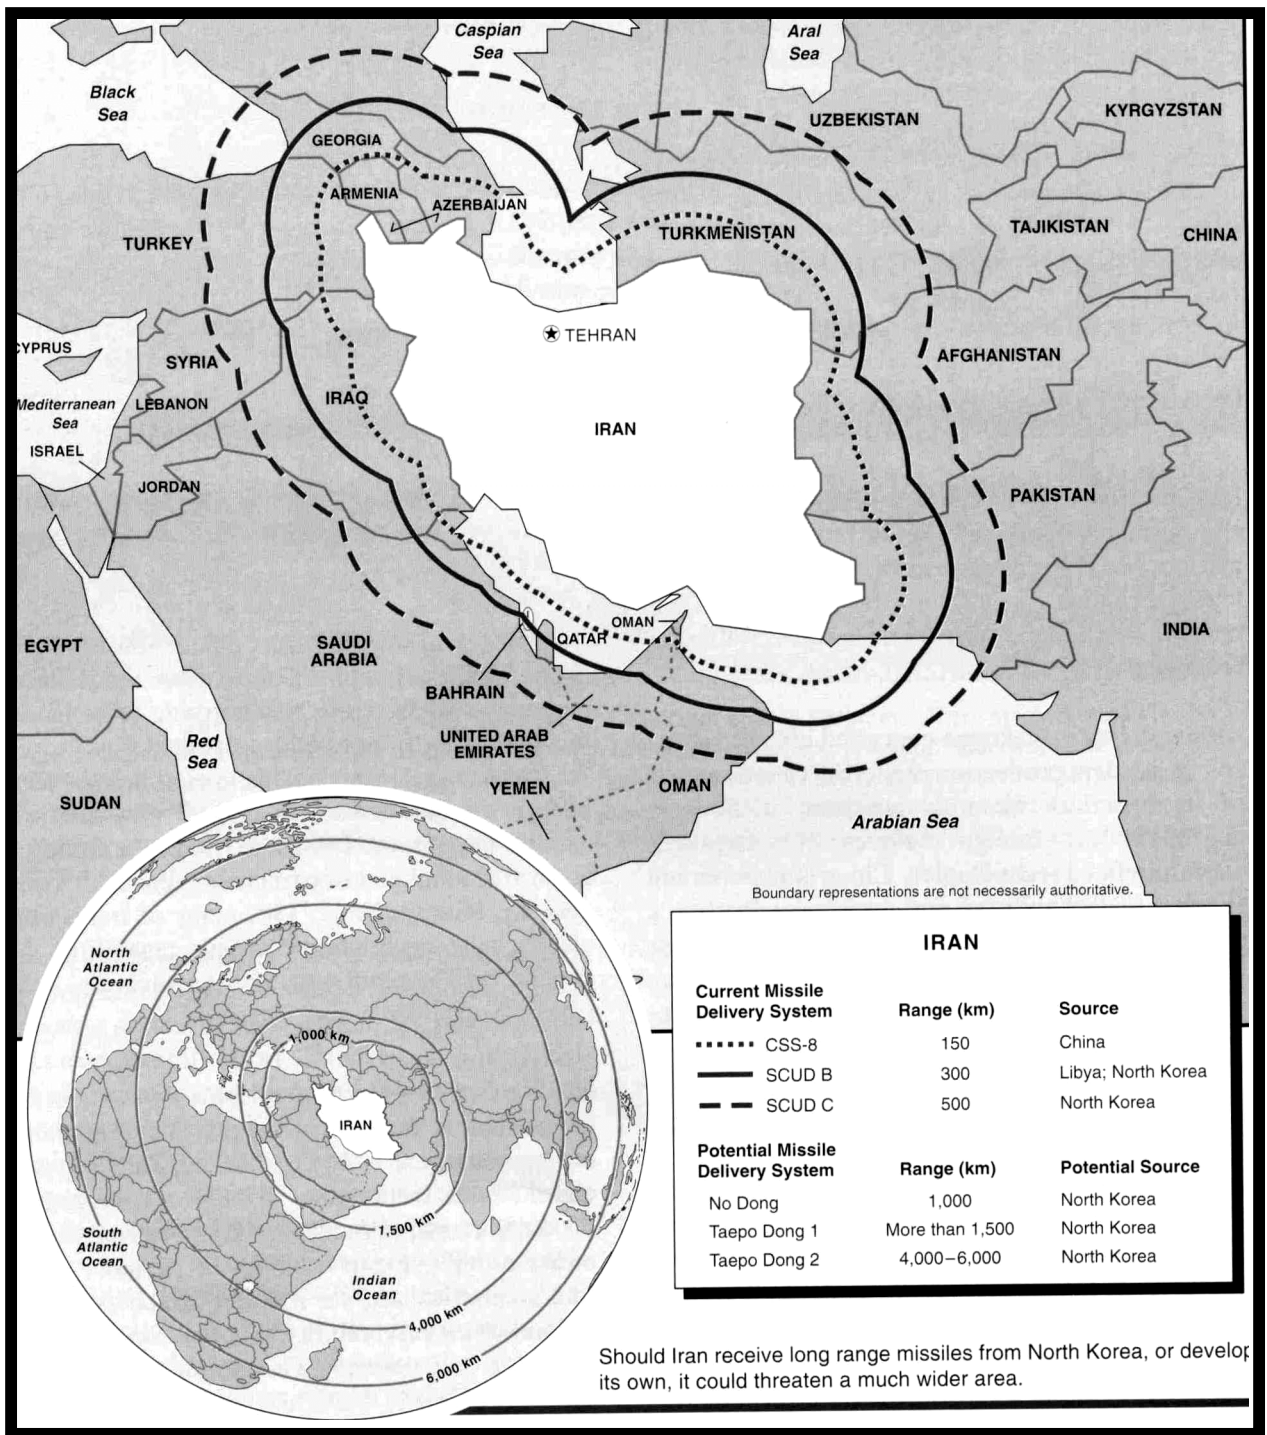 Caspian
Sea
Aral
Sea
Black
Sea
KYRGYZSTAN
UZBEKISTAN
GEORGIA
ARMENIA
AZERBAIJAN
TURKMENISTAN
TAJIKISTAN
CHINA
TURKEY
TEHRAN
CYPRUS
SYRIA
AFGHANISTAN
Mediterranean
Sea
LEBANON
IRAQ
IRAN
ISRAEL
JORDAN
PAKISTAN
EGYPT
SAUDI
ARABIA
OMAN
QATAR
INDIA
BAHRAIN
Red
Sea
UNITED ARAB
EMIRATES
YEMEN
OMAN
SUDAN
Arabian Sea
Boundary representations are not necessarily authoritative.
North
Atlantic
Ocean
1,000 km
IRAN
1,500 km
South
Atlantic
Ocean
Indian
Ocean
4,000 km
6,000 km
IRAN
Current Missile
Delivery System Range (km) Source
CSS-8 150 China
SCUD B 300 Libya; North Korea
SCUD C 500 North Korea
Potential Missile
Delivery System Range (km) Potential Source
No Dong 1,000 North Korea
Taepo Dong 1 More than 1,500 North Korea
Taepo Dong 2 4,000–6,000 North Korea
Should Iran receive long range missiles from North Korea, or develop
its own, it could threaten a much wider area.